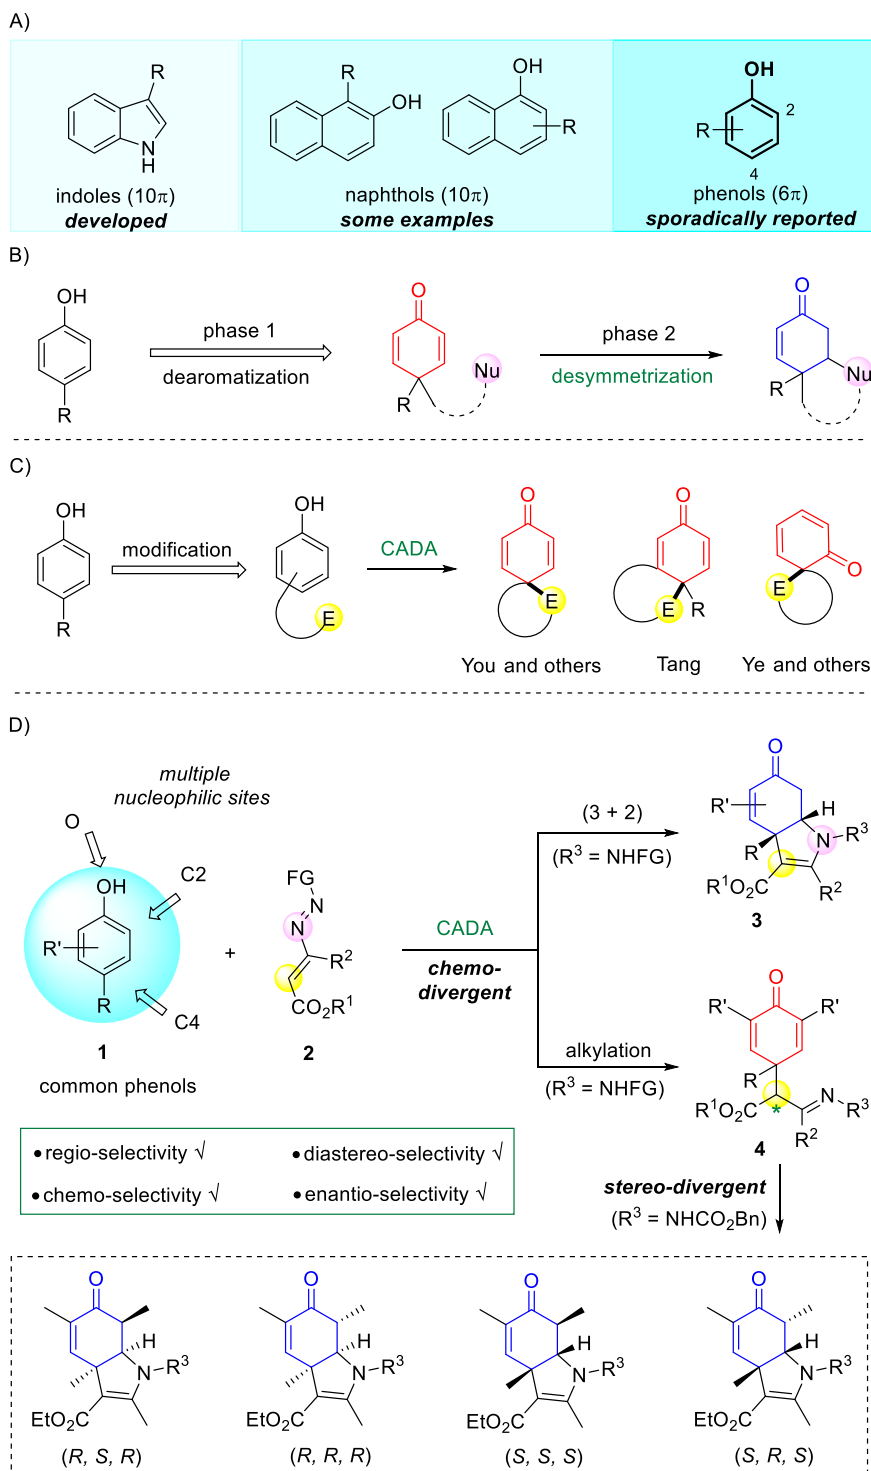 A)
R
N
H
indoles (10π)
developed
R
OH
OH
R
naphthols (10π)
some examples
OH
2
R
4
phenols (6π)
sporadically reported
B)
OH
R
phase 1
dearomatization
O
Nu
R
phase 2
desymmetrization
O
Nu
R
C)
OH
R
modification
OH
E
CADA
O
E
You and others
O
E
R
Tang
O
E
Ye and others
D)
multiple
nucleophilic sites
O
OH
C2
R'
R
C4
1
common phenols
+
FG
N
N
R²
CO₂R¹
2
CADA
chemo-
divergent
(3 + 2)
(R³ = NHFG)
O
R'
H
N
R³
R
R¹O₂C
R²
3
alkylation
(R³ = NHFG)
O
R'
R'
R
R¹O₂C
*
N
R³
R²
4
•regio-selectivity √
•diastereo-selectivity √
•chemo-selectivity √
•enantio-selectivity √
stereo-divergent
(R³ = NHCO₂Bn)
O
H
N
R³
EtO₂C
(R, S, R)
O
H
N
R³
EtO₂C
(R, R, R)
O
H
N
R³
EtO₂C
(S, S, S)
O
H
N
R³
EtO₂C
(S, R, S)